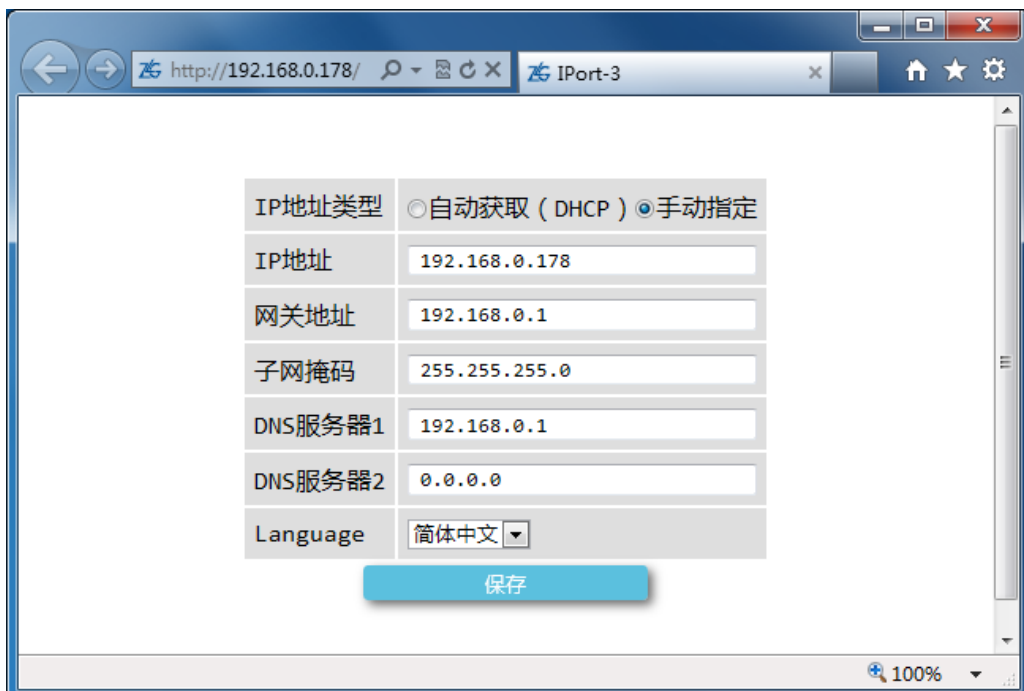 http://192.168.0.178/ ZLG IPort-3
IP地址类型 自动获取(DHCP) 手动指定
IP地址 192.168.0.178
网关地址 192.168.0.1
子网掩码 255.255.255.0
DNS服务器1 192.168.0.1
DNS服务器2 0.0.0.0
Language 简体中文
保存
100%